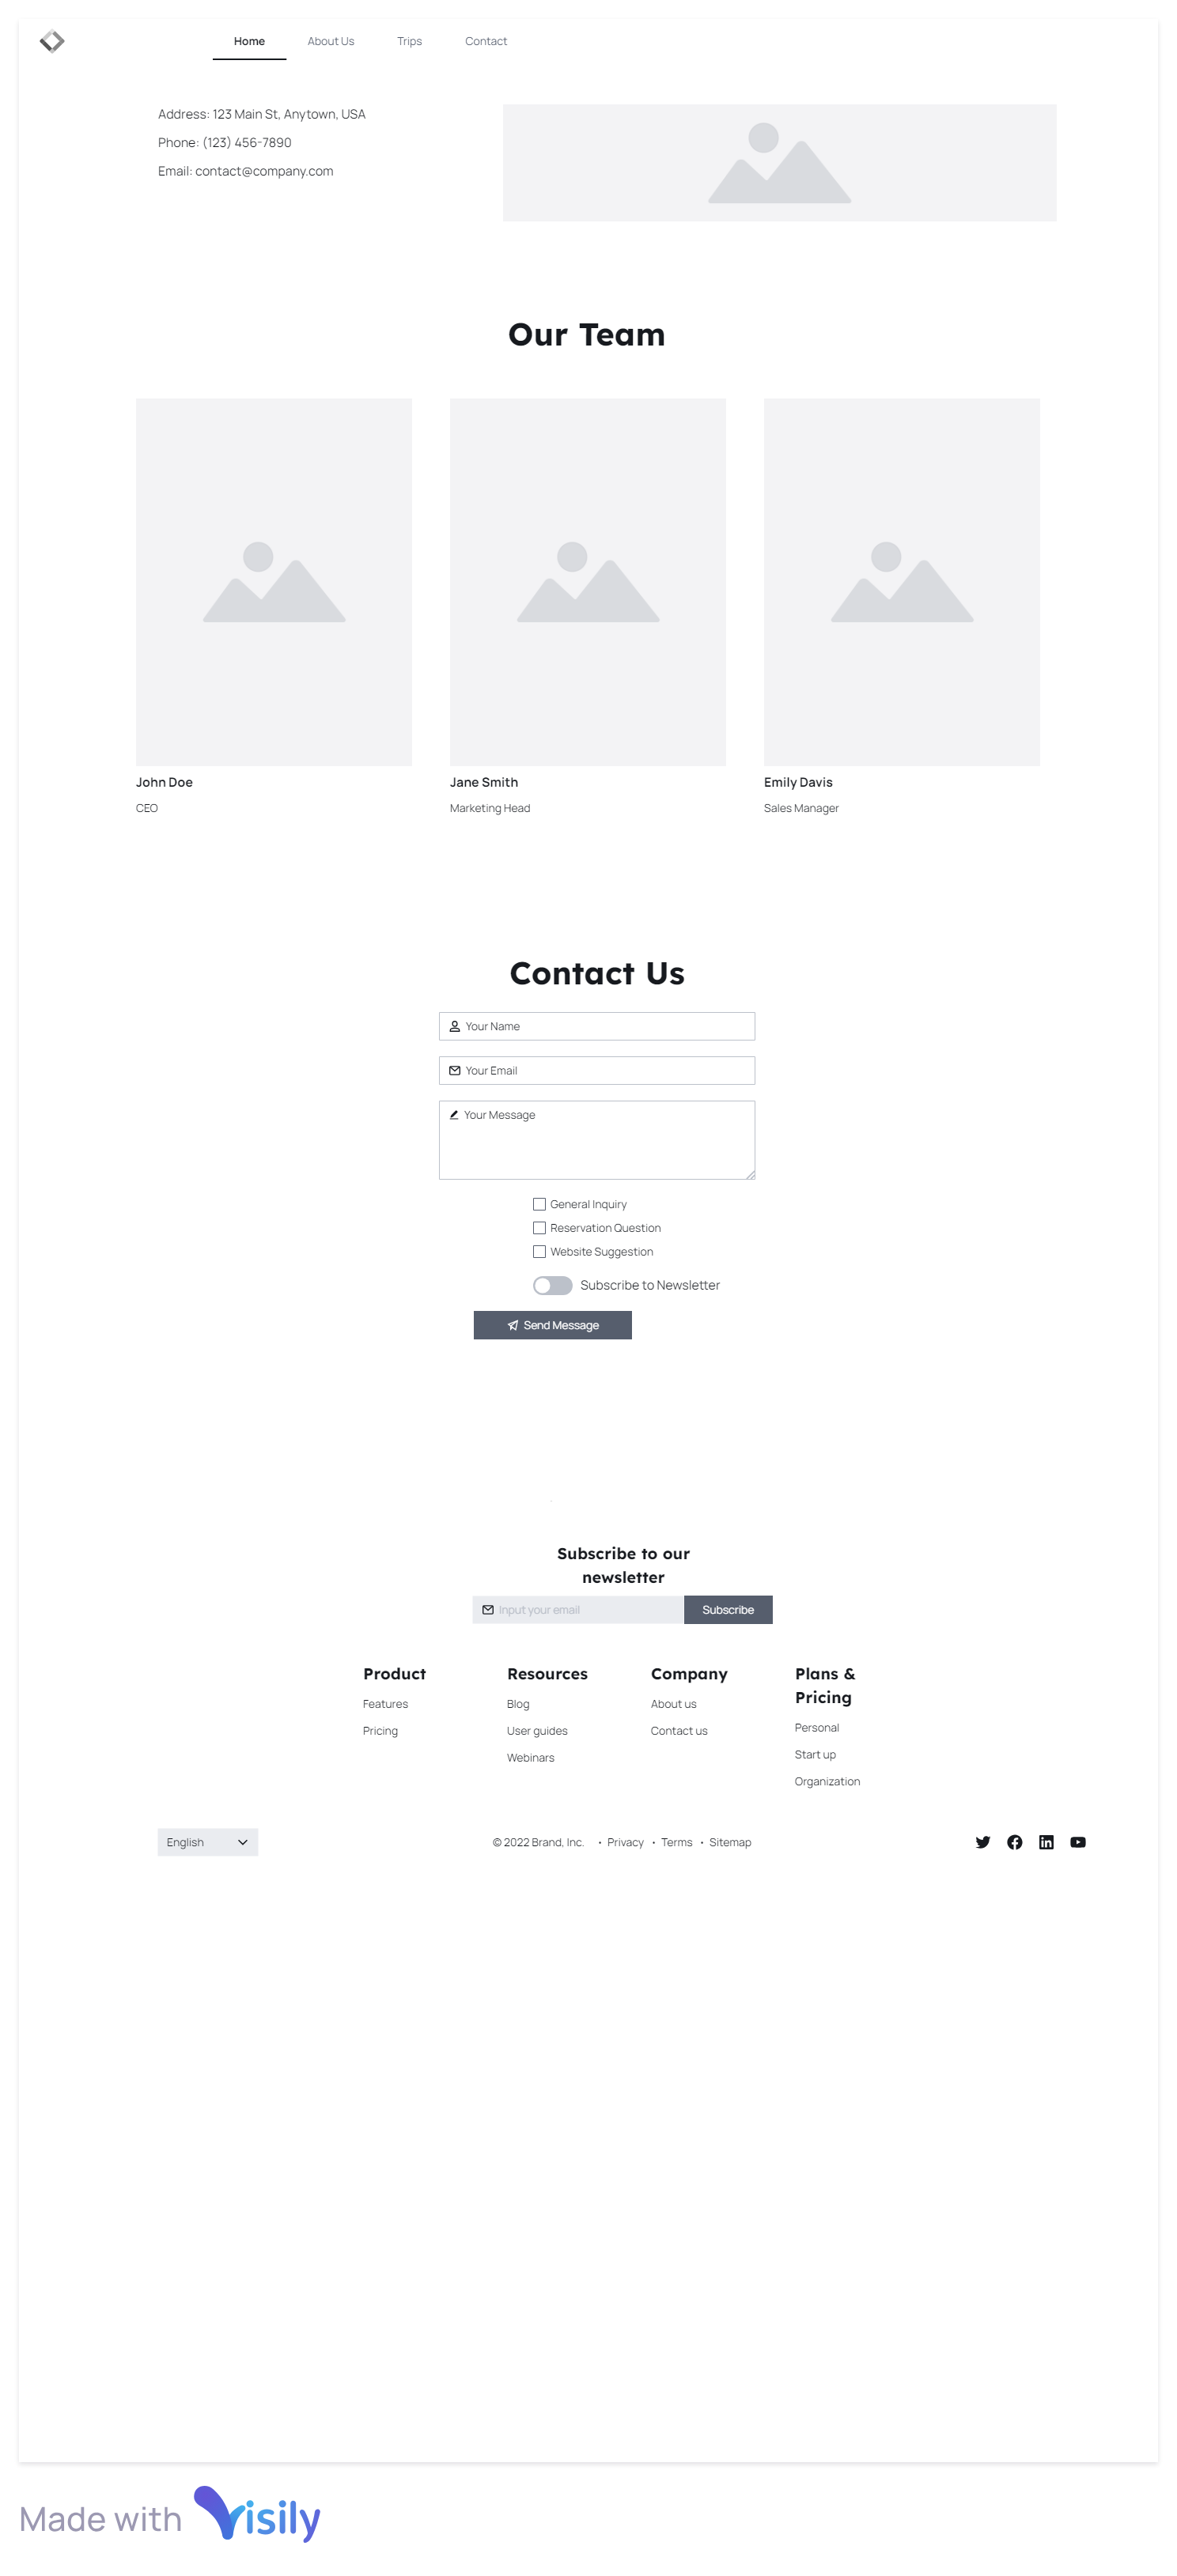 Home About Us Trips Contact
Address: 123 Main St, Anytown, USA
Phone: (123) 456-7890
Email: contact@company.com
Our Team
John Doe
CEO
Jane Smith
Marketing Head
Emily Davis
Sales Manager
Contact Us
Your Name
Your Email
Your Message
General Inquiry
Reservation Question
Website Suggestion
Subscribe to Newsletter
Send Message
Subscribe to our
newsletter
Input your email Subscribe
Product
Features
Pricing
Resources
Blog
User guides
Webinars
Company
About us
Contact us
Plans &
Pricing
Personal
Start up
Organization
English
© 2022 Brand, Inc. • Privacy • Terms • Sitemap
Made with Visily